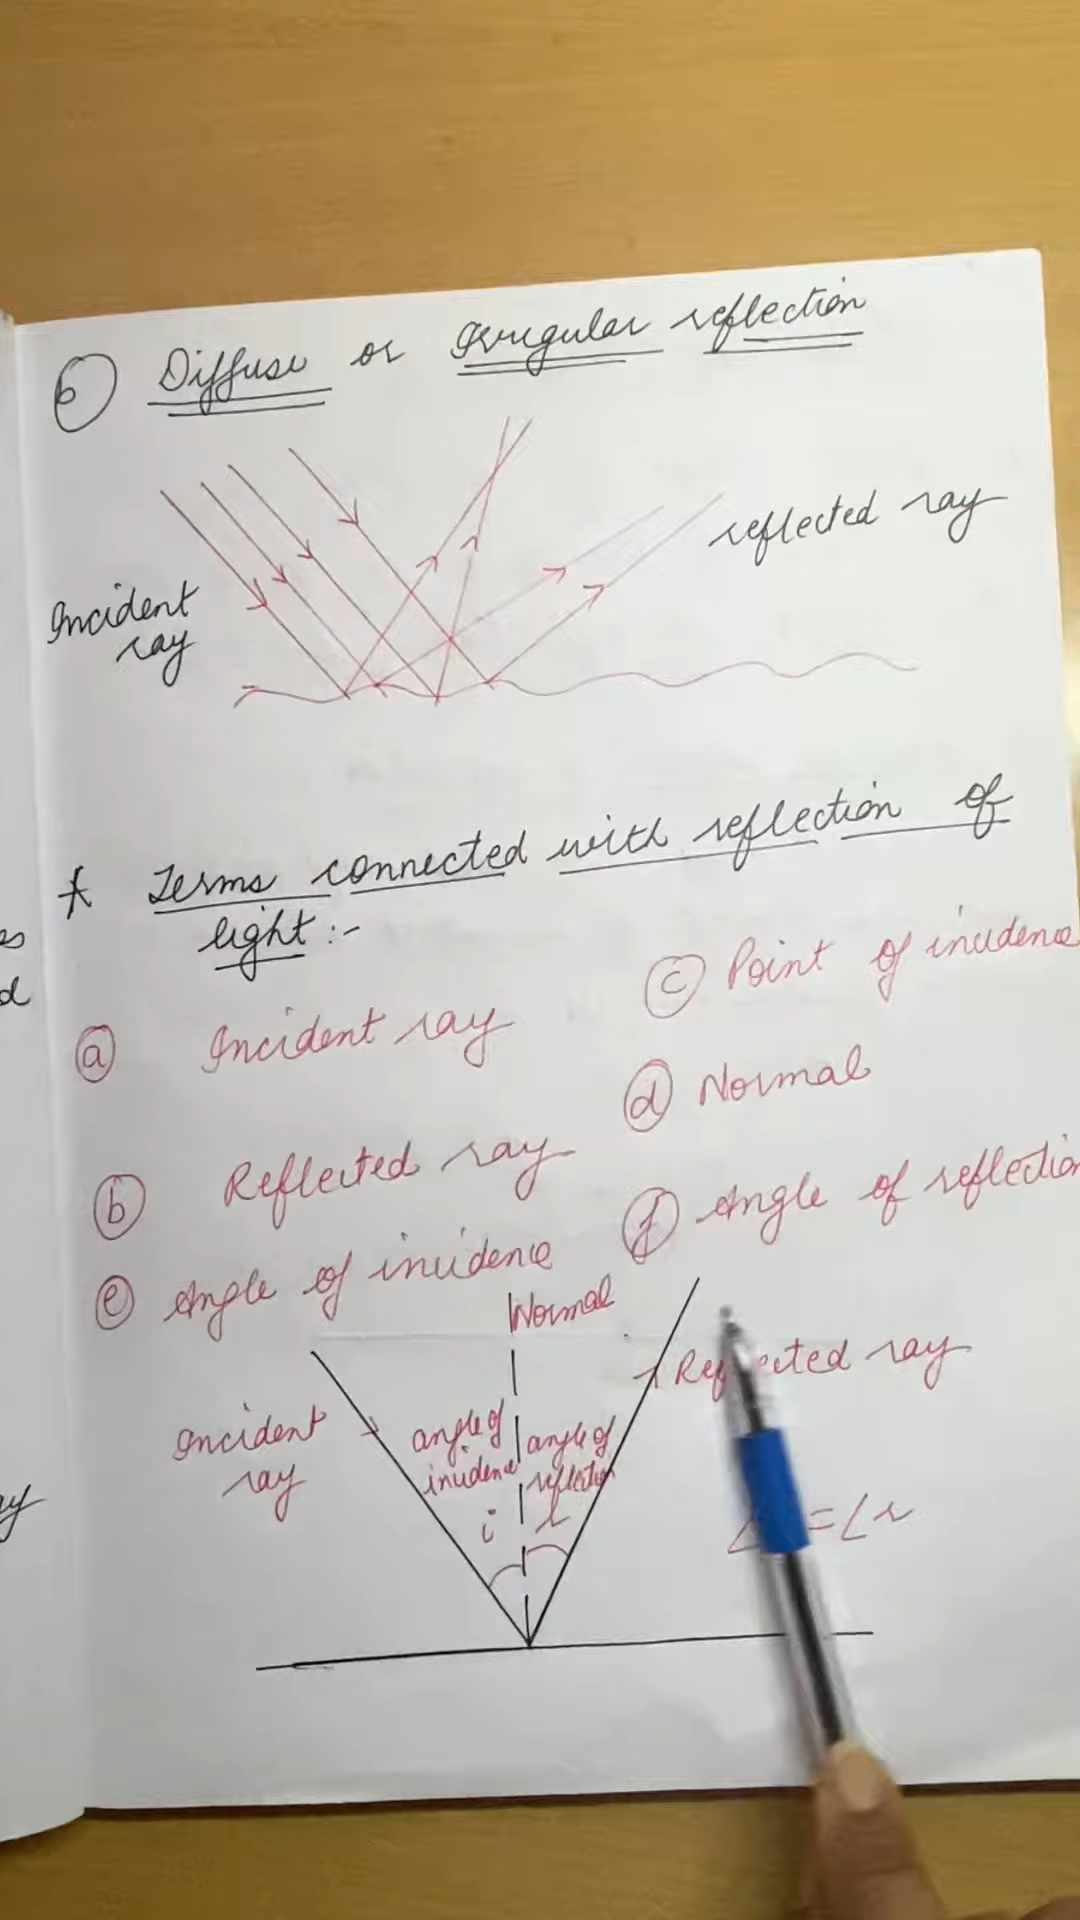 b Diffuse or Irregular reflection
reflected ray
Incident
ray
* Terms connected with reflection of
light :-
a Incident ray
c Point of incidence
d Normal
b Reflected ray
f Angle of reflection
e Angle of incidence
Normal
Reflected ray
Incident
ray
angle of
incidence
angle of
reflection
i
r
= ∠r